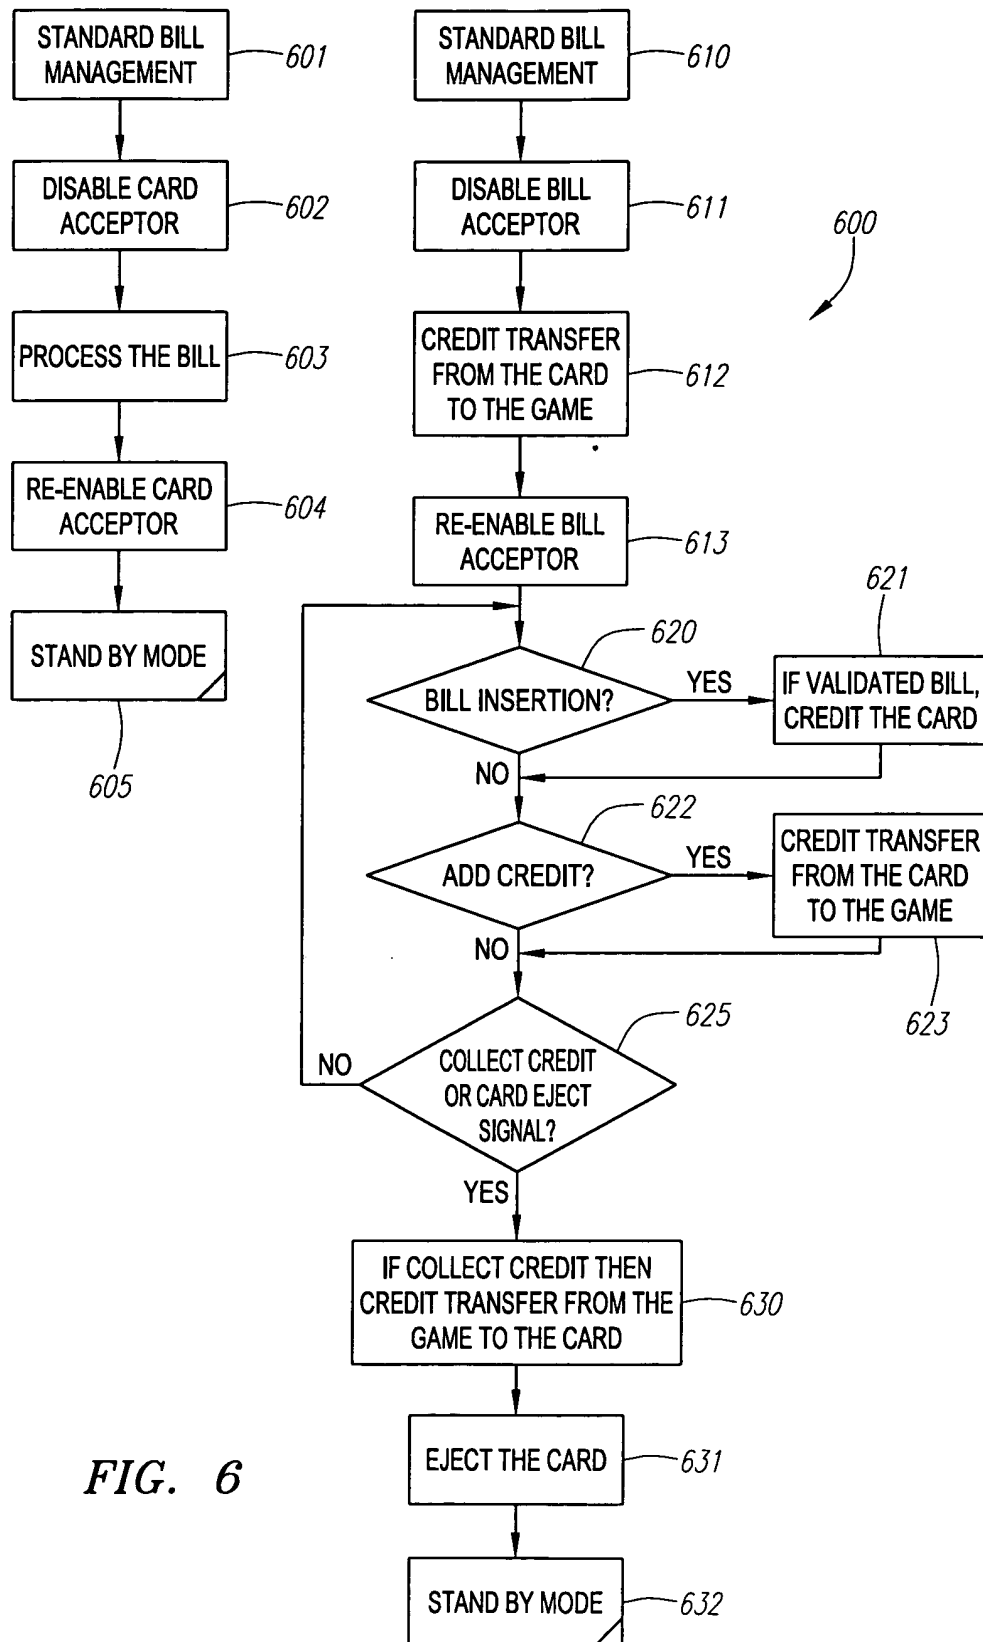 STANDARD BILL
MANAGEMENT
601
DISABLE CARD
ACCEPTOR
602
PROCESS THE BILL
603
RE-ENABLE CARD
ACCEPTOR
604
STAND BY MODE
605
STANDARD BILL
MANAGEMENT
610
DISABLE BILL
ACCEPTOR
611
600
CREDIT TRANSFER
FROM THE CARD
TO THE GAME
612
RE-ENABLE BILL
ACCEPTOR
613
BILL INSERTION?
620
YES
IF VALIDATED BILL,
CREDIT THE CARD
621
NO
ADD CREDIT?
622
YES
CREDIT TRANSFER
FROM THE CARD
TO THE GAME
623
NO
COLLECT CREDIT
OR CARD EJECT
SIGNAL?
625
NO
YES
IF COLLECT CREDIT THEN
CREDIT TRANSFER FROM THE
GAME TO THE CARD
630
EJECT THE CARD
631
STAND BY MODE
632
FIG. 6